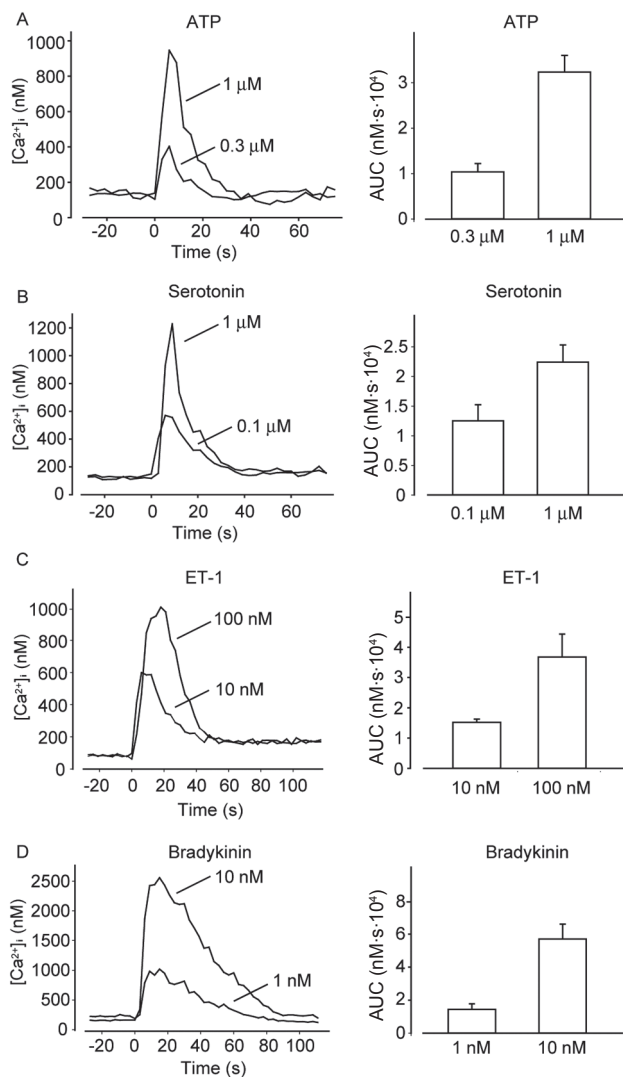 A
ATP
[Ca²⁺]ᵢ (nM)
1000
800
600
400
200
0
1 µM
0.3 µM
-20 0 20 40 60
Time (s)
ATP
AUC (nM·s·10⁴)
3
2
1
0
0.3 µM 1 µM
B
Serotonin
[Ca²⁺]ᵢ (nM)
1200
1000
800
600
400
200
0
1 µM
0.1 µM
-20 0 20 40 60
Time (s)
Serotonin
AUC (nM·s·10⁴)
2.5
2
1.5
1
0.5
0
0.1 µM 1 µM
C
ET-1
[Ca²⁺]ᵢ (nM)
1000
800
600
400
200
0
100 nM
10 nM
-20 0 20 40 60 80 100
Time (s)
ET-1
AUC (nM·s·10⁴)
5
4
3
2
1
0
10 nM 100 nM
D
Bradykinin
[Ca²⁺]ᵢ (nM)
2500
2000
1500
1000
500
0
10 nM
1 nM
-20 0 20 40 60 80 100
Time (s)
Bradykinin
AUC (nM·s·10⁴)
8
6
4
2
0
1 nM 10 nM